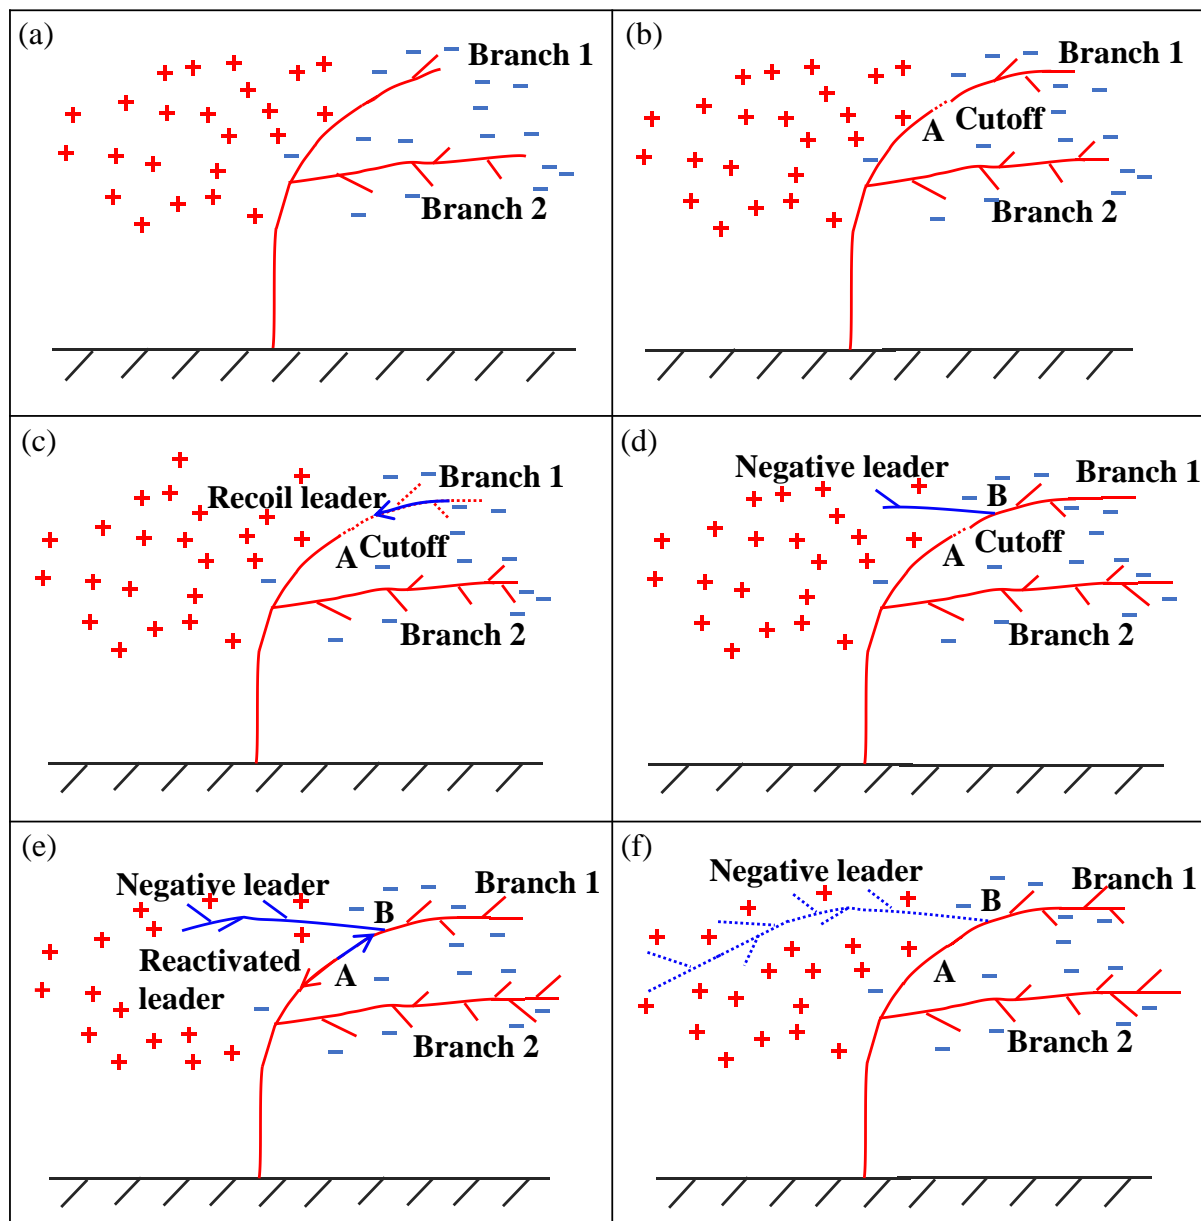 (a)
Branch 1
Branch 2
(b)
Branch 1
A Cutoff
Branch 2
(c)
Branch 1
Recoil leader
A Cutoff
Branch 2
(d)
Negative leader
Branch 1
B
A Cutoff
Branch 2
(e)
Negative leader
Branch 1
B
Reactivated
leader
A
Branch 2
(f)
Negative leader
Branch 1
B
A
Branch 2